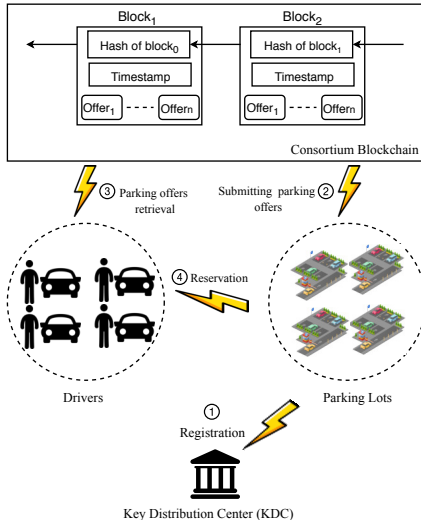 Block1 Block2
Hash of block0 Hash of block1
Timestamp Timestamp
Offer1 Offern Offer1 Offern
Consortium Blockchain
3 Parking offers retrieval
Submitting parking offers 2
4 Reservation
Drivers Parking Lots
1
Registration
Key Distribution Center (KDC)